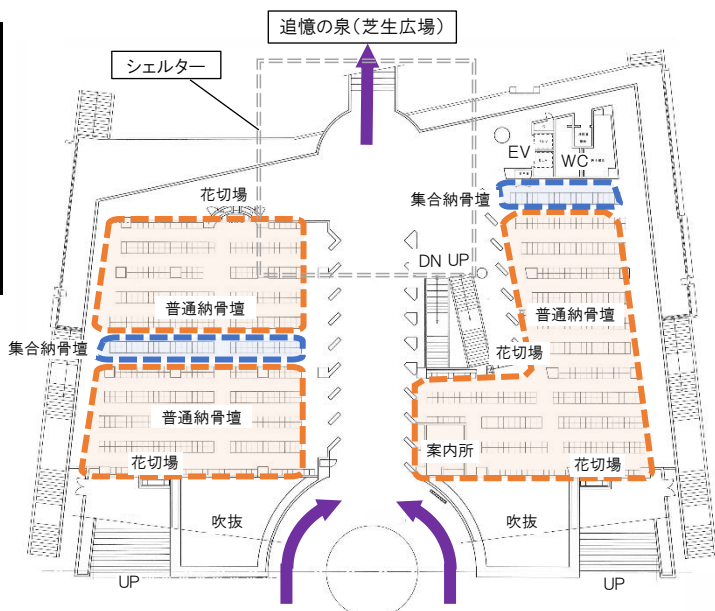 追憶の泉(芝生広場)
シェルター
EV
WC
花切場
集合納骨壇
DN UP
普通納骨壇
普通納骨壇
集合納骨壇
花切場
普通納骨壇
案内所
花切場
花切場
吹抜
吹抜
UP
UP